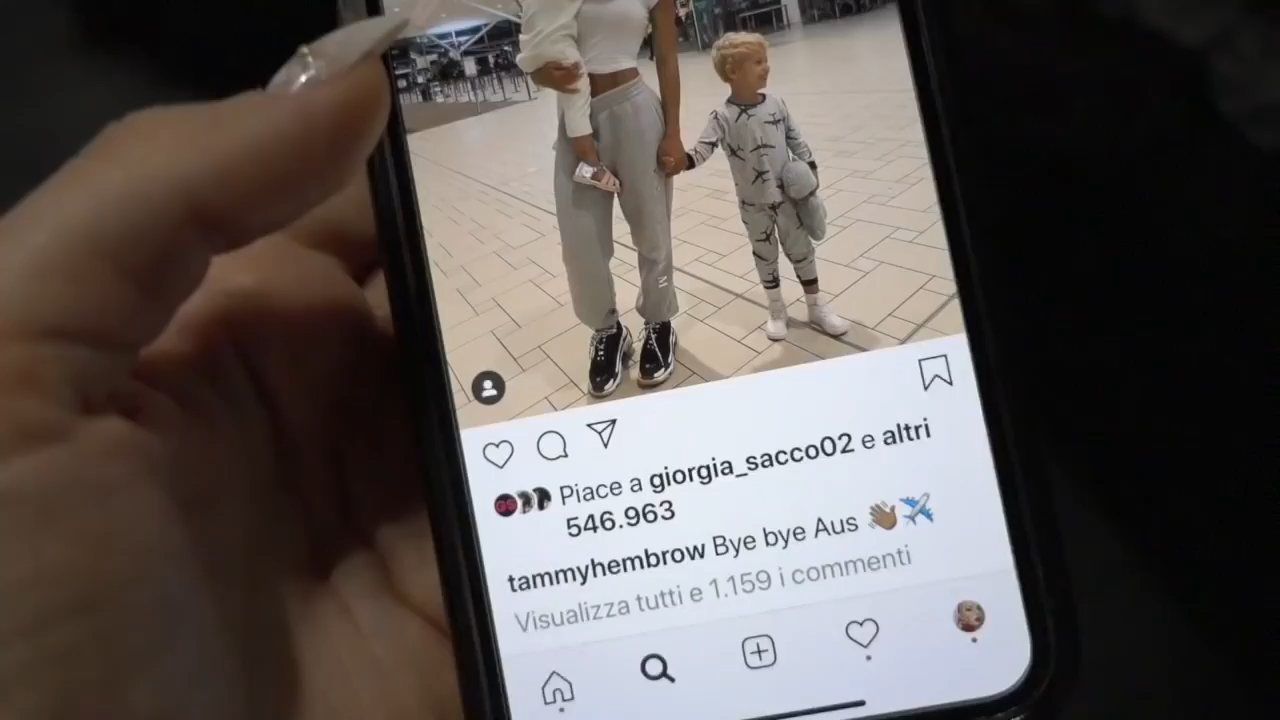 Piace a giorgia_sacco02 e altri
546.963
tammyhembrow Bye bye Aus 👋🏽✈️
Visualizza tutti e 1.159 i commenti